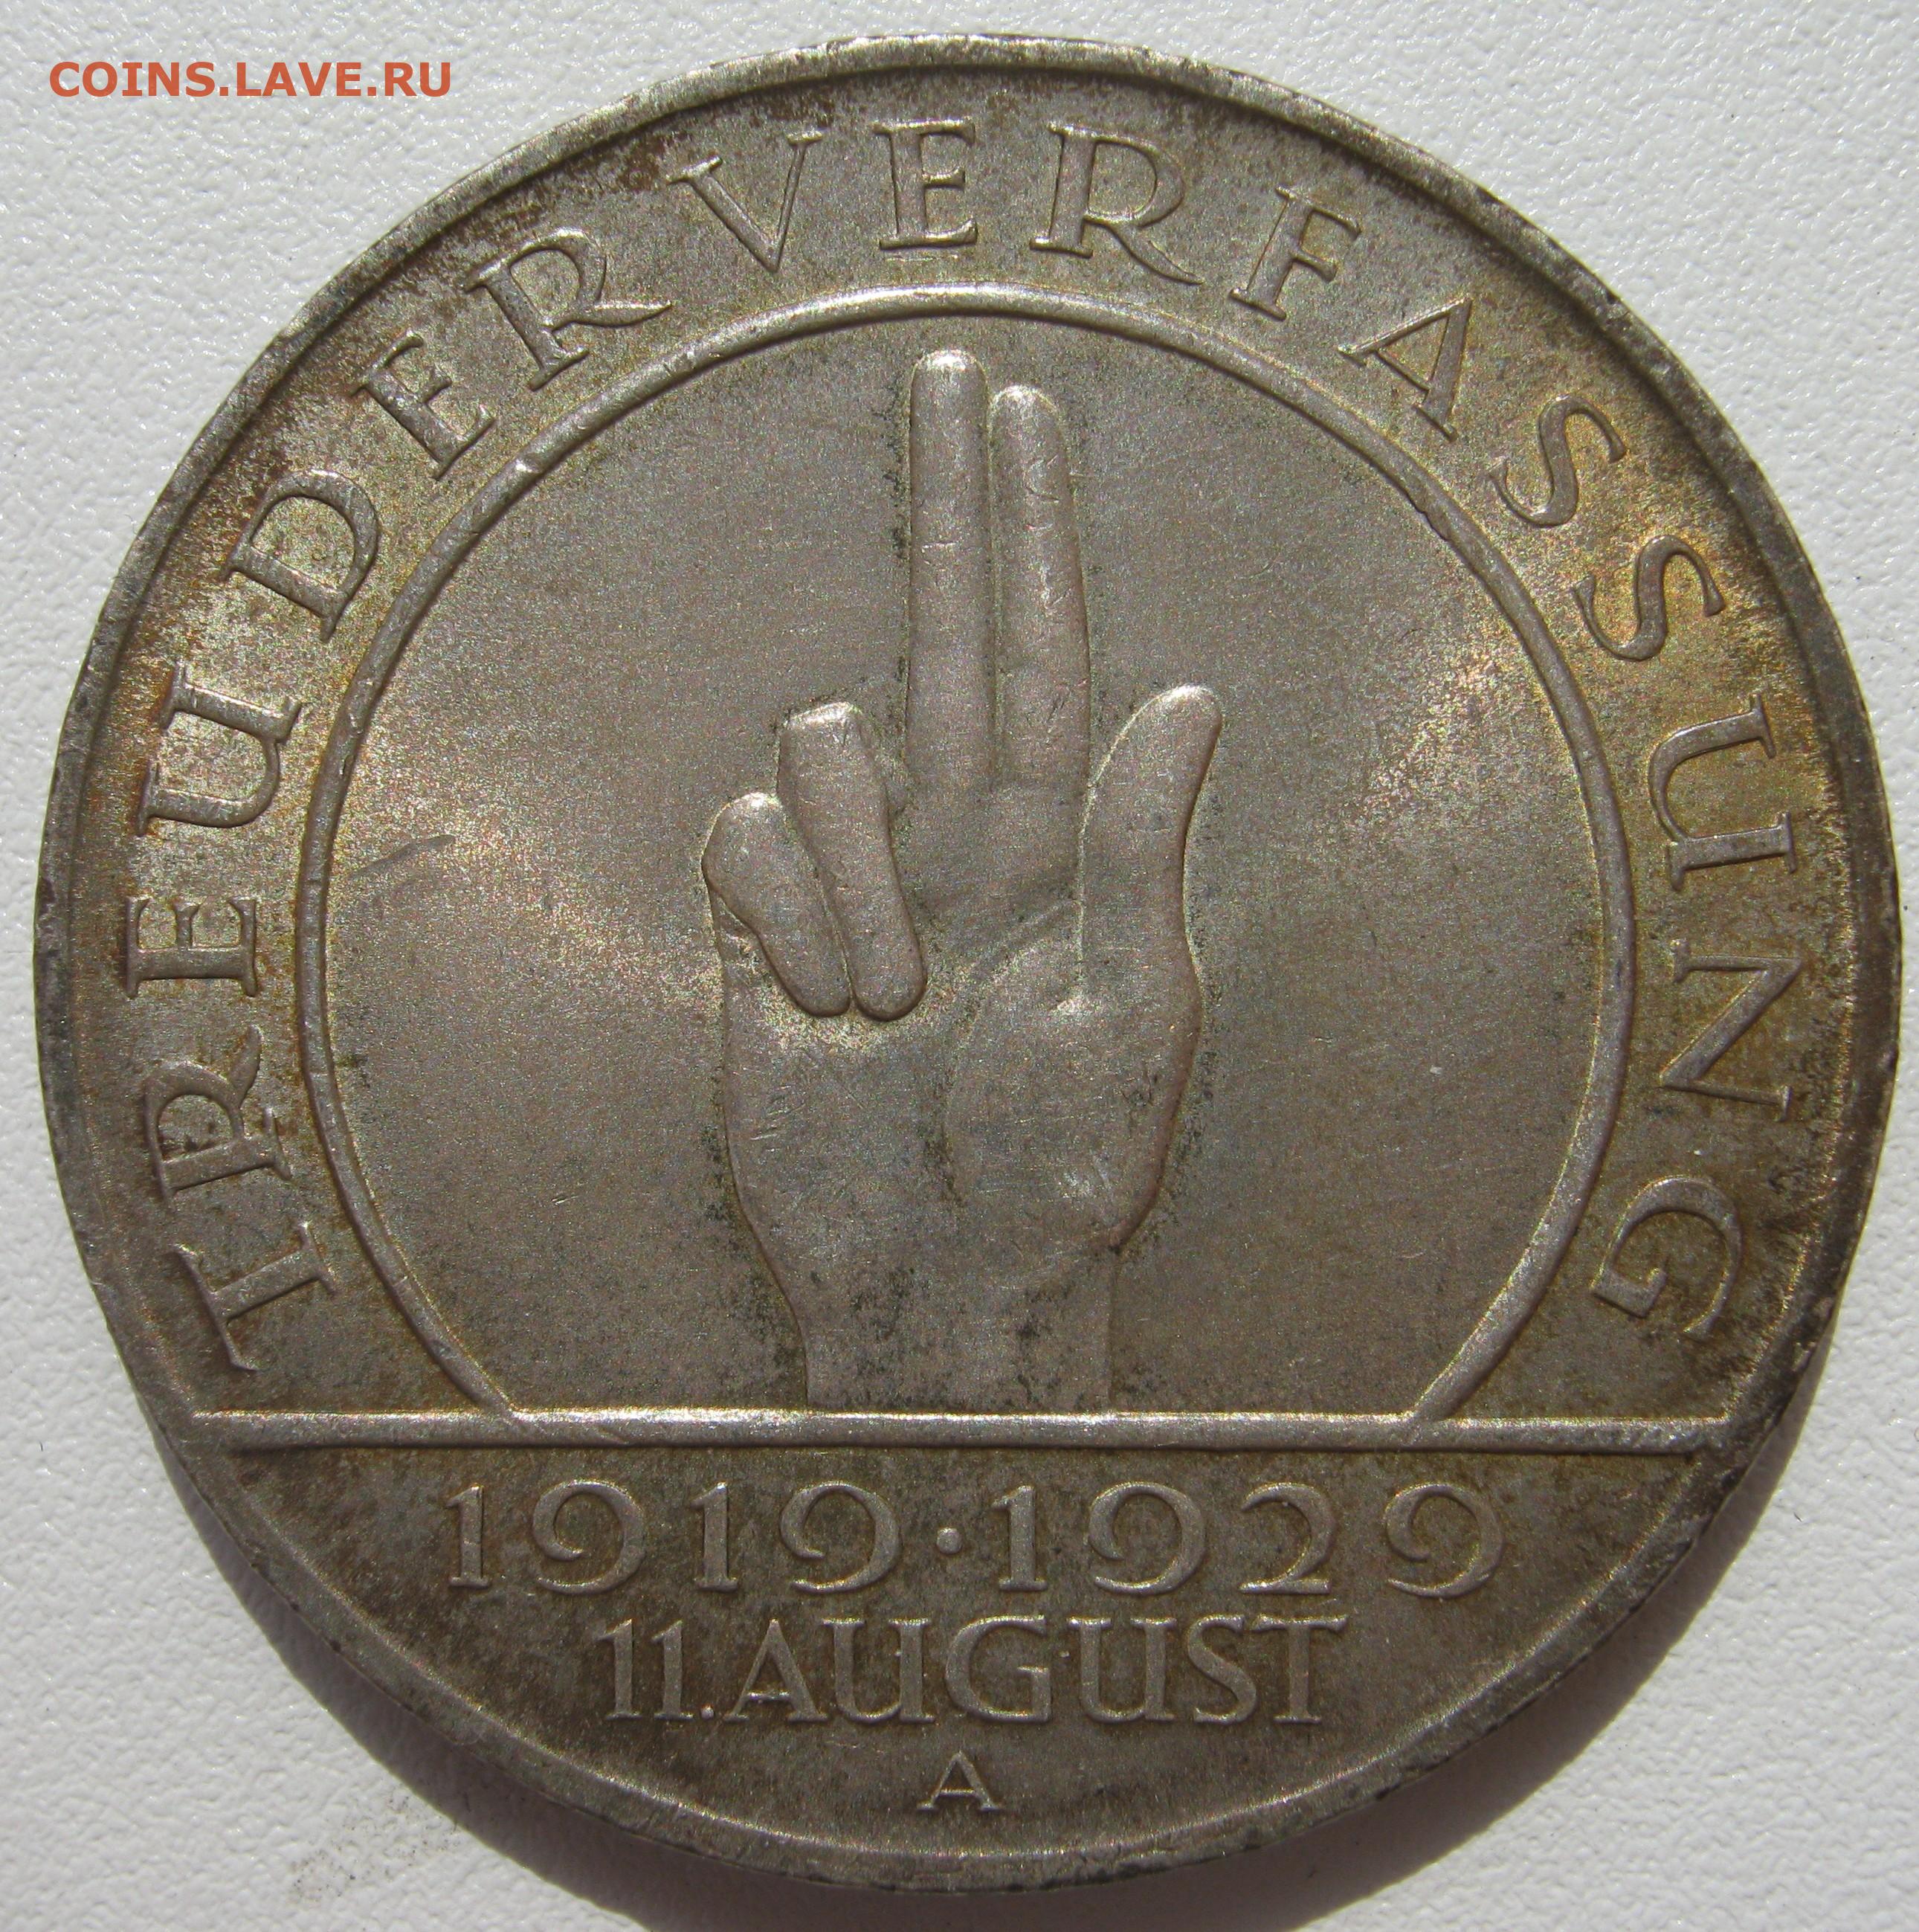 COINS.LAVE.RU
TREU DER VERFASSUNG
1919·1929
11.AUGUST
A